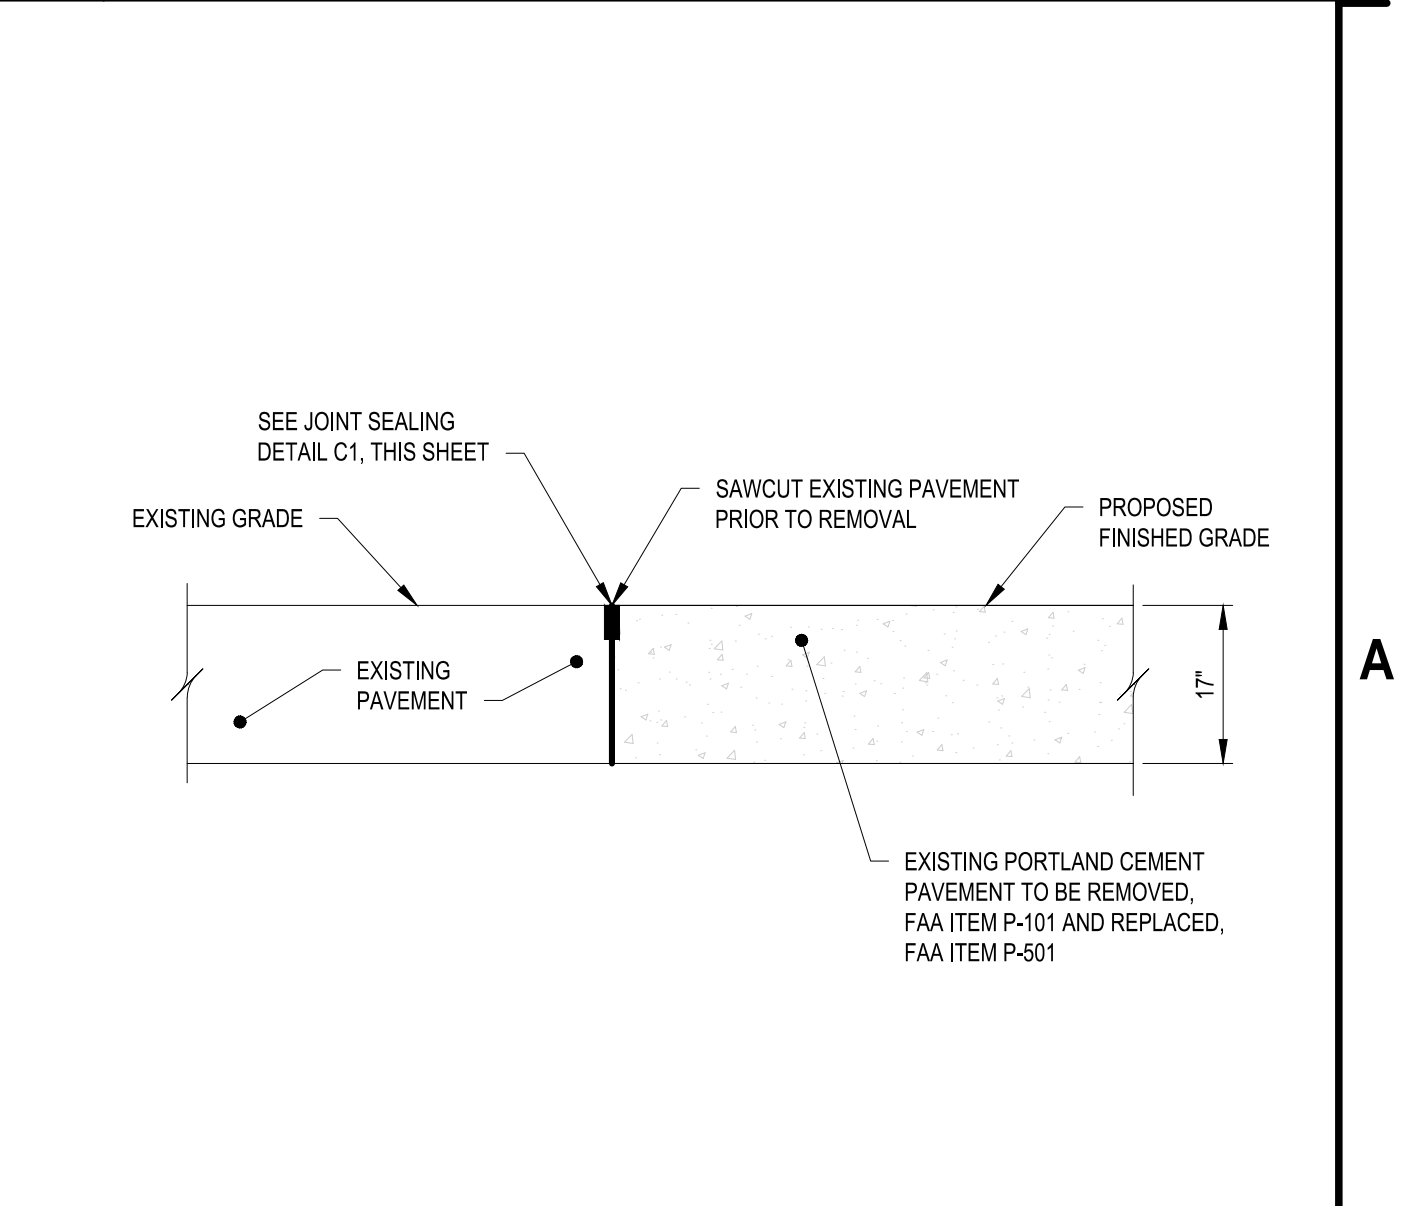 SEE JOINT SEALING
DETAIL C1, THIS SHEET
SAWCUT EXISTING PAVEMENT
PRIOR TO REMOVAL
EXISTING GRADE
PROPOSED
FINISHED GRADE
EXISTING
PAVEMENT
17"
A
EXISTING PORTLAND CEMENT
PAVEMENT TO BE REMOVED,
FAA ITEM P-101 AND REPLACED,
FAA ITEM P-501